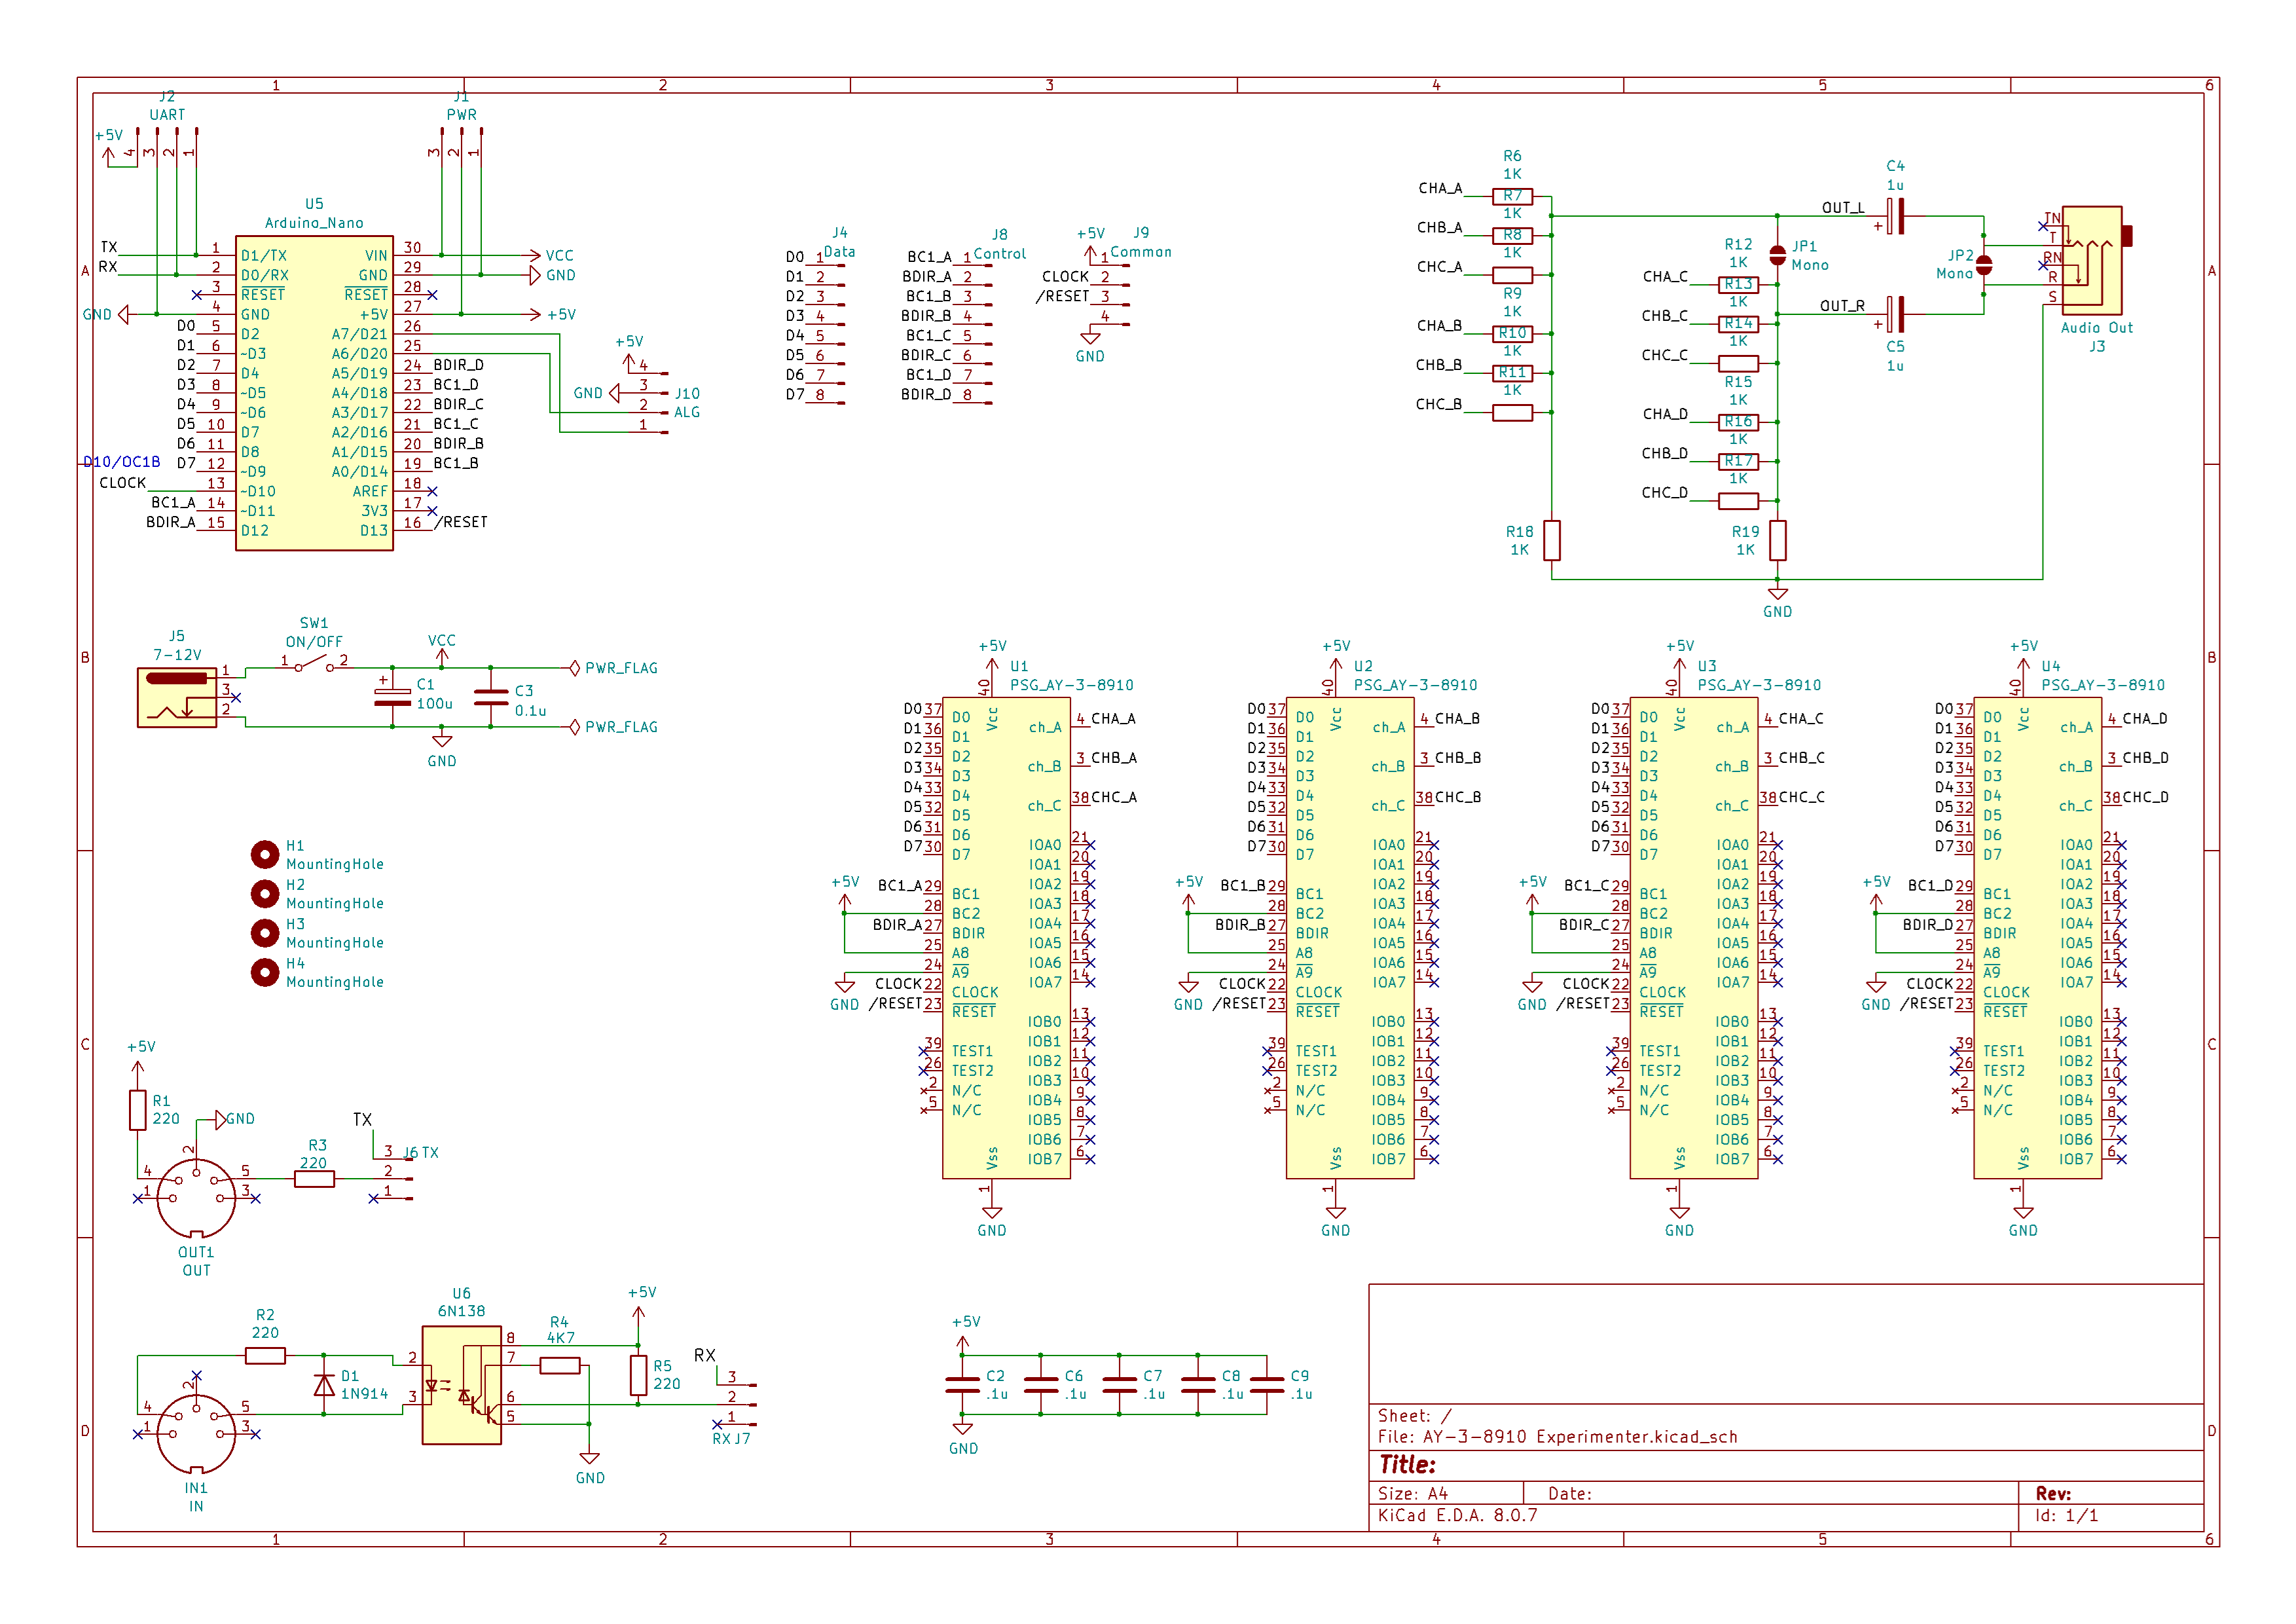 1 2 3 4 5 6
J2
UART
+5V
4 3 2 1
J1
PWR
3 2 1
U5
Arduino_Nano
TX 1 D1/TX VIN 30 VCC
RX 2 D0/RX GND 29 GND
3 RESET RESET 28
GND 4 GND +5V 27 +5V
D0 5 D2 A7/D21 26
D1 6 ~D3 A6/D20 25
D2 7 D4 A5/D19 24 BDIR_D
D3 8 ~D5 A4/D18 23 BC1_D
D4 9 ~D6 A3/D17 22 BDIR_C
D5 10 D7 A2/D16 21 BC1_C
D6 11 D8 A1/D15 20 BDIR_B
D7 12 ~D9 A0/D14 19 BC1_B
D10/OC1B
CLOCK 13 ~D10 AREF 18
BC1_A 14 ~D11 3V3 17
BDIR_A 15 D12 D13 16 /RESET
+5V
4
GND 3 J10
2 ALG
1
J4
Data
D0 1
D1 2
D2 3
D3 4
D4 5
D5 6
D6 7
D7 8
J8
Control
BC1_A 1
BDIR_A 2
BC1_B 3
BDIR_B 4
BC1_C 5
BDIR_C 6
BC1_D 7
BDIR_D 8
J9
Common
+5V 1
CLOCK 2
/RESET 3
4
GND
R6
1K
CHA_A
R7
1K
CHB_A
R8
1K
CHC_A
R9
1K
CHA_B
R10
1K
CHB_B
R11
1K
CHC_B
R18
1K
R12
1K
CHA_C
R13
1K
CHB_C
R14
1K
CHC_C
R15
1K
CHA_D
R16
1K
CHB_D
R17
1K
CHC_D
R19
1K
GND
JP1
Mono
C4
1u
OUT_L
+
OUT_R
+
C5
1u
JP2
Mono
TN
T
RN
R
S
Audio Out
J3
A A
B B
C C
D D
J5
7-12V
1
3
2
SW1
ON/OFF
1 2
VCC
+
C1
100u
C3
0.1u
PWR_FLAG
PWR_FLAG
GND
H1
MountingHole
H2
MountingHole
H3
MountingHole
H4
MountingHole
+5V
R1
220
GND
2
4 5
1 3
OUT1
OUT
R3
220
TX
3 J6 TX
2
1
R2
220
D1
1N914
2
4 5
1 3
IN1
IN
U6
6N138
2
3
8
7
6
5
R4
4K7
+5V
R5
220
GND
RX
3
2
1
RX J7
+5V
U1
PSG_AY-3-8910
40
Vcc
D0 37 D0
D1 36 D1
D2 35 D2
D3 34 D3
D4 33 D4
D5 32 D5
D6 31 D6
D7 30 D7
+5V
BC1_A 29 BC1
28 BC2
BDIR_A 27 BDIR
25 A8
24 A9
GND
CLOCK 22 CLOCK
/RESET 23 RESET
39 TEST1
26 TEST2
2 N/C
5 N/C
ch_A 4 CHA_A
ch_B 3 CHB_A
ch_C 38 CHC_A
IOA0 21
IOA1 20
IOA2 19
IOA3 18
IOA4 17
IOA5 16
IOA6 15
IOA7 14
IOB0 13
IOB1 12
IOB2 11
IOB3 10
IOB4 9
IOB5 8
IOB6 7
IOB7 6
Vss
1
GND
+5V
U2
PSG_AY-3-8910
40
Vcc
D0 37 D0
D1 36 D1
D2 35 D2
D3 34 D3
D4 33 D4
D5 32 D5
D6 31 D6
D7 30 D7
+5V
BC1_B 29 BC1
28 BC2
BDIR_B 27 BDIR
25 A8
24 A9
GND
CLOCK 22 CLOCK
/RESET 23 RESET
39 TEST1
26 TEST2
2 N/C
5 N/C
ch_A 4 CHA_B
ch_B 3 CHB_B
ch_C 38 CHC_B
IOA0 21
IOA1 20
IOA2 19
IOA3 18
IOA4 17
IOA5 16
IOA6 15
IOA7 14
IOB0 13
IOB1 12
IOB2 11
IOB3 10
IOB4 9
IOB5 8
IOB6 7
IOB7 6
Vss
1
GND
+5V
U3
PSG_AY-3-8910
40
Vcc
D0 37 D0
D1 36 D1
D2 35 D2
D3 34 D3
D4 33 D4
D5 32 D5
D6 31 D6
D7 30 D7
+5V
BC1_C 29 BC1
28 BC2
BDIR_C 27 BDIR
25 A8
24 A9
GND
CLOCK 22 CLOCK
/RESET 23 RESET
39 TEST1
26 TEST2
2 N/C
5 N/C
ch_A 4 CHA_C
ch_B 3 CHB_C
ch_C 38 CHC_C
IOA0 21
IOA1 20
IOA2 19
IOA3 18
IOA4 17
IOA5 16
IOA6 15
IOA7 14
IOB0 13
IOB1 12
IOB2 11
IOB3 10
IOB4 9
IOB5 8
IOB6 7
IOB7 6
Vss
1
GND
+5V
U4
PSG_AY-3-8910
40
Vcc
D0 37 D0
D1 36 D1
D2 35 D2
D3 34 D3
D4 33 D4
D5 32 D5
D6 31 D6
D7 30 D7
+5V
BC1_D 29 BC1
28 BC2
BDIR_D 27 BDIR
25 A8
24 A9
GND
CLOCK 22 CLOCK
/RESET 23 RESET
39 TEST1
26 TEST2
2 N/C
5 N/C
ch_A 4 CHA_D
ch_B 3 CHB_D
ch_C 38 CHC_D
IOA0 21
IOA1 20
IOA2 19
IOA3 18
IOA4 17
IOA5 16
IOA6 15
IOA7 14
IOB0 13
IOB1 12
IOB2 11
IOB3 10
IOB4 9
IOB5 8
IOB6 7
IOB7 6
Vss
1
GND
+5V
C2 C6 C7 C8 C9
.1u .1u .1u .1u .1u
GND
Sheet: /
File: AY-3-8910 Experimenter.kicad_sch
Title:
Size: A4 Date: Rev:
KiCad E.D.A. 8.0.7 Id: 1/1
1 2 3 4 5 6